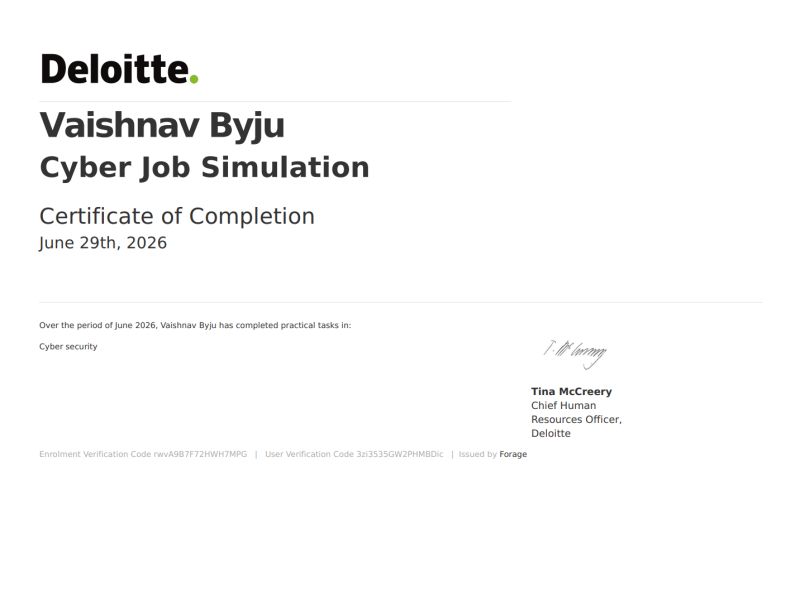 Deloitte.
Vaishnav Byju
Cyber Job Simulation
Certificate of Completion
June 29th, 2026
Over the period of June 2026, Vaishnav Byju has completed practical tasks in:
Cyber security
Tina McCreery
Chief Human
Resources Officer,
Deloitte
Enrolment Verification Code rwvA9B7F72HWH7MPG | User Verification Code 3zi3535GW2PHMBDic | Issued by Forage